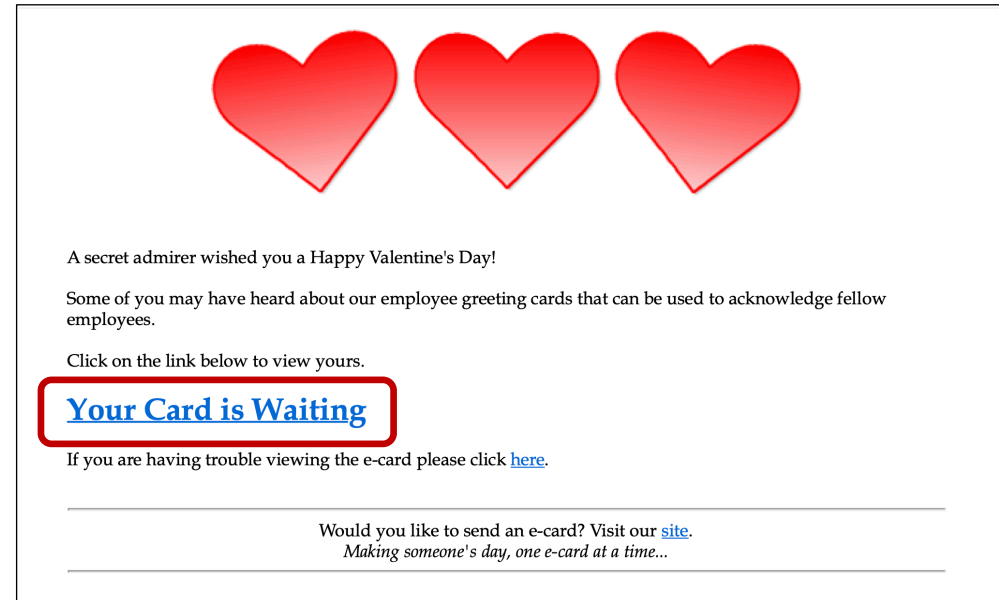 A secret admirer wished you a Happy Valentine's Day!
Some of you may have heard about our employee greeting cards that can be used to acknowledge fellow
employees.
Click on the link below to view yours.
Your Card is Waiting
If you are having trouble viewing the e-card please click here.
Would you like to send an e-card? Visit our site.
Making someone's day, one e-card at a time...